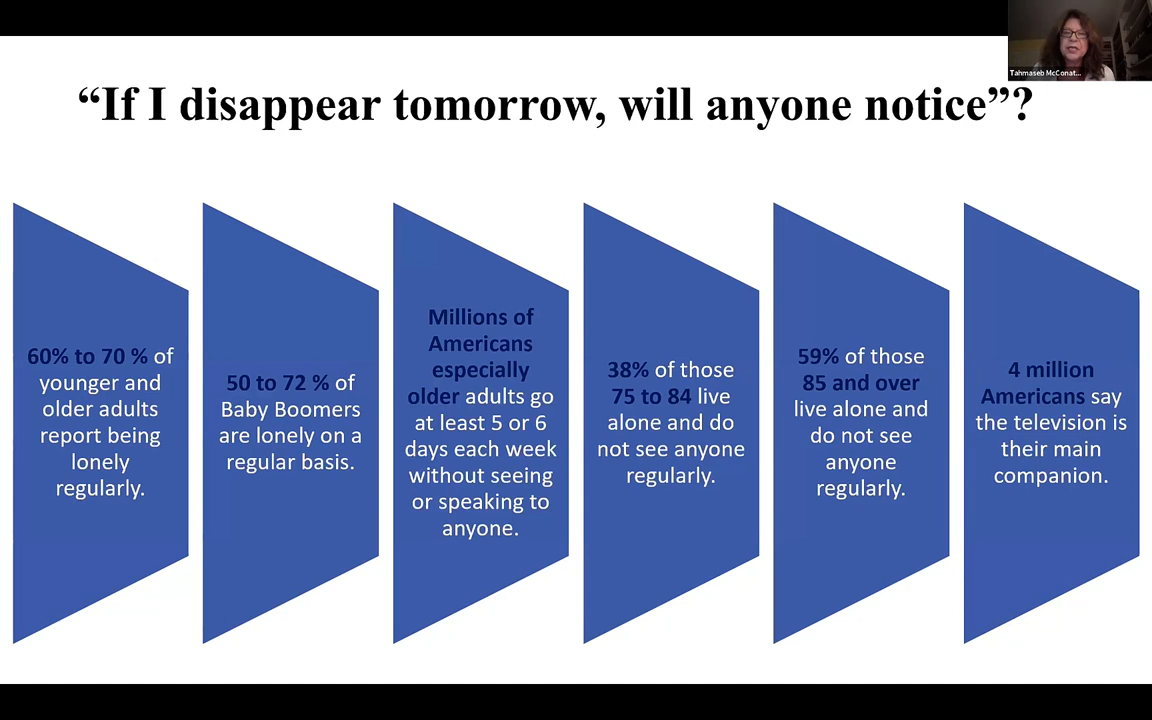 Tahmaseb McConat...
“If I disappear tomorrow, will anyone notice”?
60% to 70 % of
younger and
older adults
report being
lonely
regularly.
50 to 72 % of
Baby Boomers
are lonely on a
regular basis.
Millions of
Americans
especially
older adults go
at least 5 or 6
days each week
without seeing
or speaking to
anyone.
38% of those
75 to 84 live
alone and do
not see anyone
regularly.
59% of those
85 and over
live alone and
do not see
anyone
regularly.
4 million
Americans say
the television is
their main
companion.